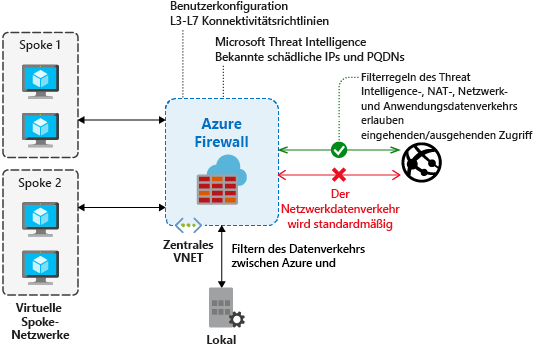 Benutzerkonfiguration
L3-L7 Konnektivitätsrichtlinien
Microsoft Threat Intelligence
Bekannte schädliche IPs und PQDNs
Spoke 1
Filterregeln des Threat
Intelligence-, NAT-, Netzwerk-
und Anwendungsdatenverkehrs
erlauben
eingehenden/ausgehenden Zugriff
Azure
Firewall
Spoke 2
Der
Netzwerkdatenverkehr
wird standardmäßig
Zentrales
VNET
Filtern des Datenverkehrs
zwischen Azure und
Virtuelle
Spoke-
Netzwerke
Lokal